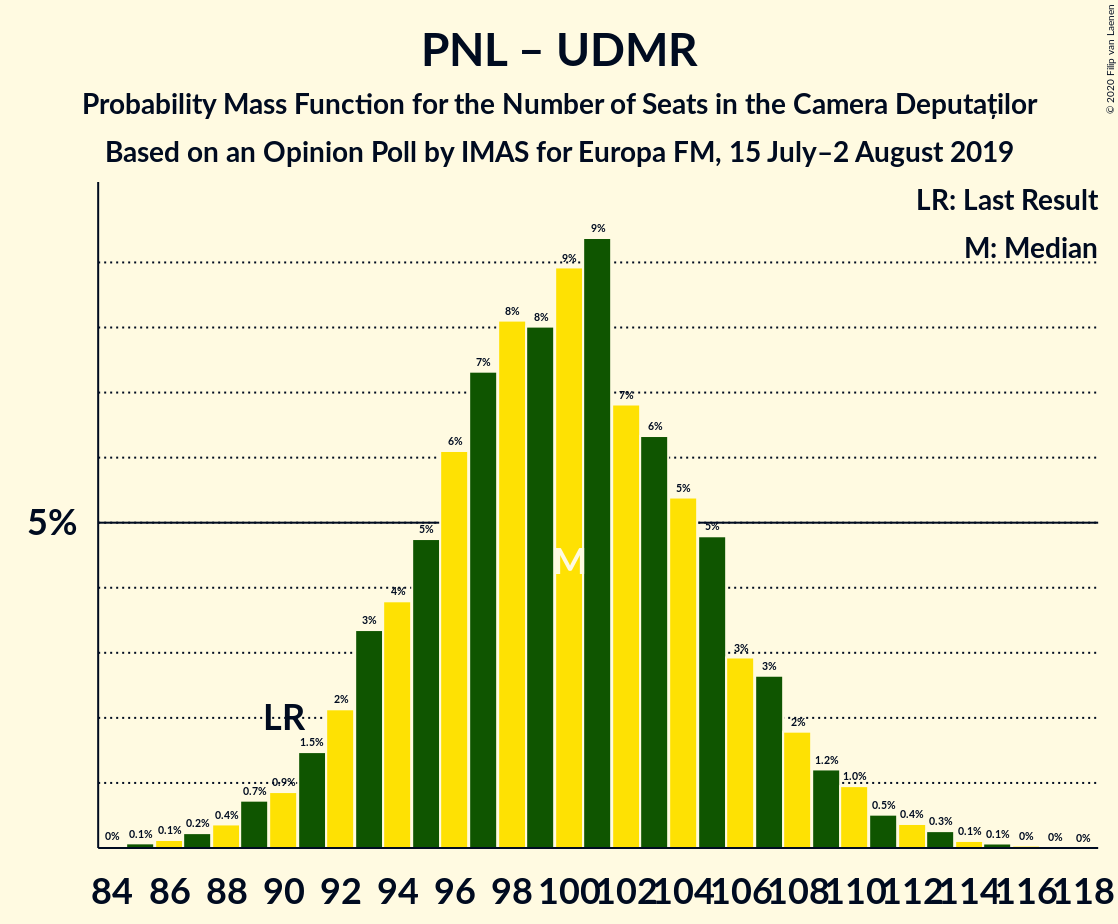 PNL – UDMR
Probability Mass Function for the Number of Seats in the Camera Deputaților
Based on an Opinion Poll by IMAS for Europa FM, 15 July–2 August 2019
© 2020 Filip van Laenen
LR: Last Result
M: Median
5%
LR
M
0% 0.1% 0.1% 0.2% 0.4% 0.7% 0.9% 1.5% 2% 3% 4% 5% 6% 7% 8% 8% 9% 9% 7% 6% 5% 5% 3% 3% 2% 1.2% 1.0% 0.5% 0.4% 0.3% 0.1% 0.1% 0% 0% 0%
84 86 88 90 92 94 96 98 100 102 104 106 108 110 112 114 116 118